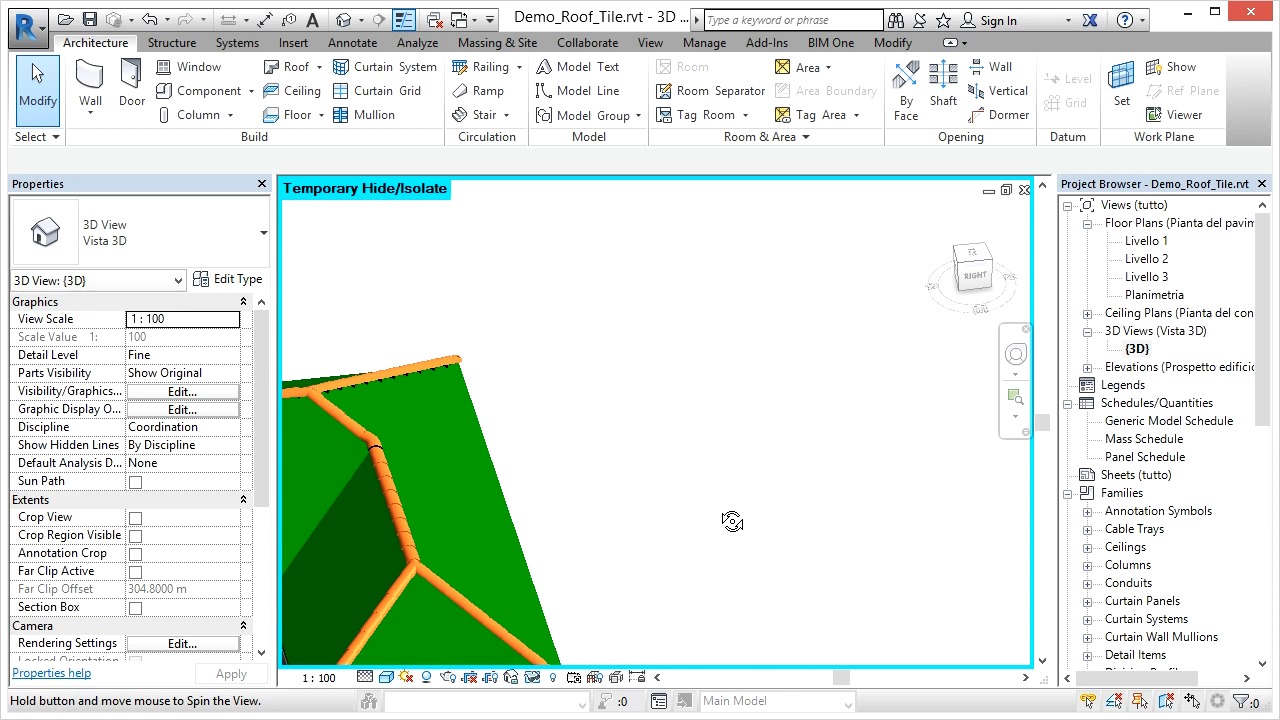 Demo_Roof_Tile.rvt - 3D ...
Type a keyword or phrase
Sign In
Architecture Structure Systems Insert Annotate Analyze Massing & Site Collaborate View Manage Add-Ins BIM One Modify
Window Roof Curtain System Railing Model Text Room Area Wall Level Show
Component Ceiling Curtain Grid Ramp Model Line Room Separator Area Boundary Vertical Grid Ref Plane
Column Floor Mullion Stair Model Group Tag Room Tag Area Dormer Viewer
Modify Wall Door By Face Shaft Set
Select Build Circulation Model Room & Area Opening Datum Work Plane
Properties
3D View
Vista 3D
3D View: {3D} Edit Type
Graphics
View Scale 1 : 100
Scale Value 1: 100
Detail Level Fine
Parts Visibility Show Original
Visibility/Graphics... Edit...
Graphic Display O... Edit...
Discipline Coordination
Show Hidden Lines By Discipline
Default Analysis D... None
Sun Path
Extents
Crop View
Crop Region Visible
Annotation Crop
Far Clip Active
Far Clip Offset 304.8000 m
Section Box
Camera
Rendering Settings Edit...
Locked Orientation
Properties help Apply
Temporary Hide/Isolate
RIGHT
1 : 100
Project Browser - Demo_Roof_Tile.rvt
Views (tutto)
Floor Plans (Pianta del pavim
Livello 1
Livello 2
Livello 3
Planimetria
Ceiling Plans (Pianta del con
3D Views (Vista 3D)
{3D}
Elevations (Prospetto edificio
Legends
Schedules/Quantities
Generic Model Schedule
Mass Schedule
Panel Schedule
Sheets (tutto)
Families
Annotation Symbols
Cable Trays
Ceilings
Columns
Conduits
Curtain Panels
Curtain Systems
Curtain Wall Mullions
Detail Items
Hold button and move mouse to Spin the View.
:0
Main Model
:0